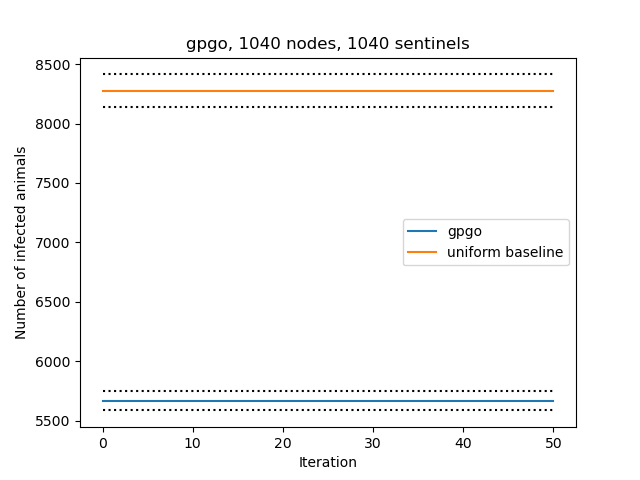 gpgo, 1040 nodes, 1040 sentinels
Number of infected animals
8500
8000
7500
7000
6500
6000
5500
gpgo
uniform baseline
0 10 20 30 40 50
Iteration